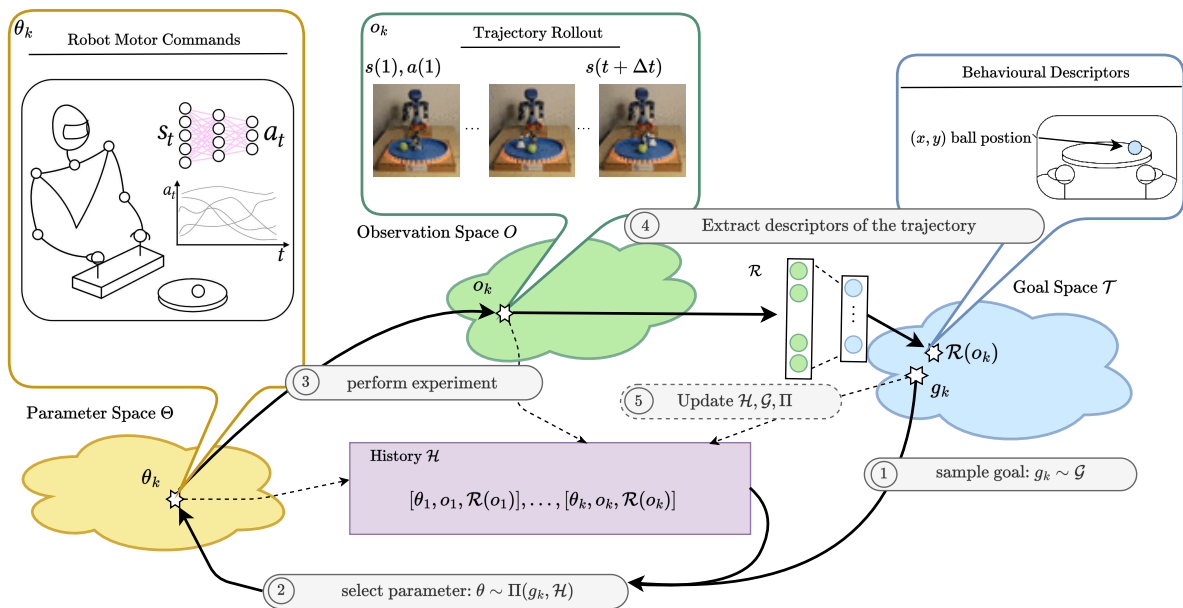 θ_k
Robot Motor Commands
s_t
a_t
a_t
t
o_k
Trajectory Rollout
s(1), a(1)
s(t + Δt)
...
...
Behavioural Descriptors
(x, y) ball postion
Observation Space O
4
Extract descriptors of the trajectory
o_k
ℛ
Goal Space 𝒯
ℛ(o_k)
g_k
3
perform experiment
5
Update ℋ, 𝒢, Π
Parameter Space Θ
θ_k
History ℋ
[θ_1, o_1, ℛ(o_1)], . . . , [θ_k, o_k, ℛ(o_k)]
1
sample goal: g_k ∼ 𝒢
2
select parameter: θ ∼ Π(g_k, ℋ)